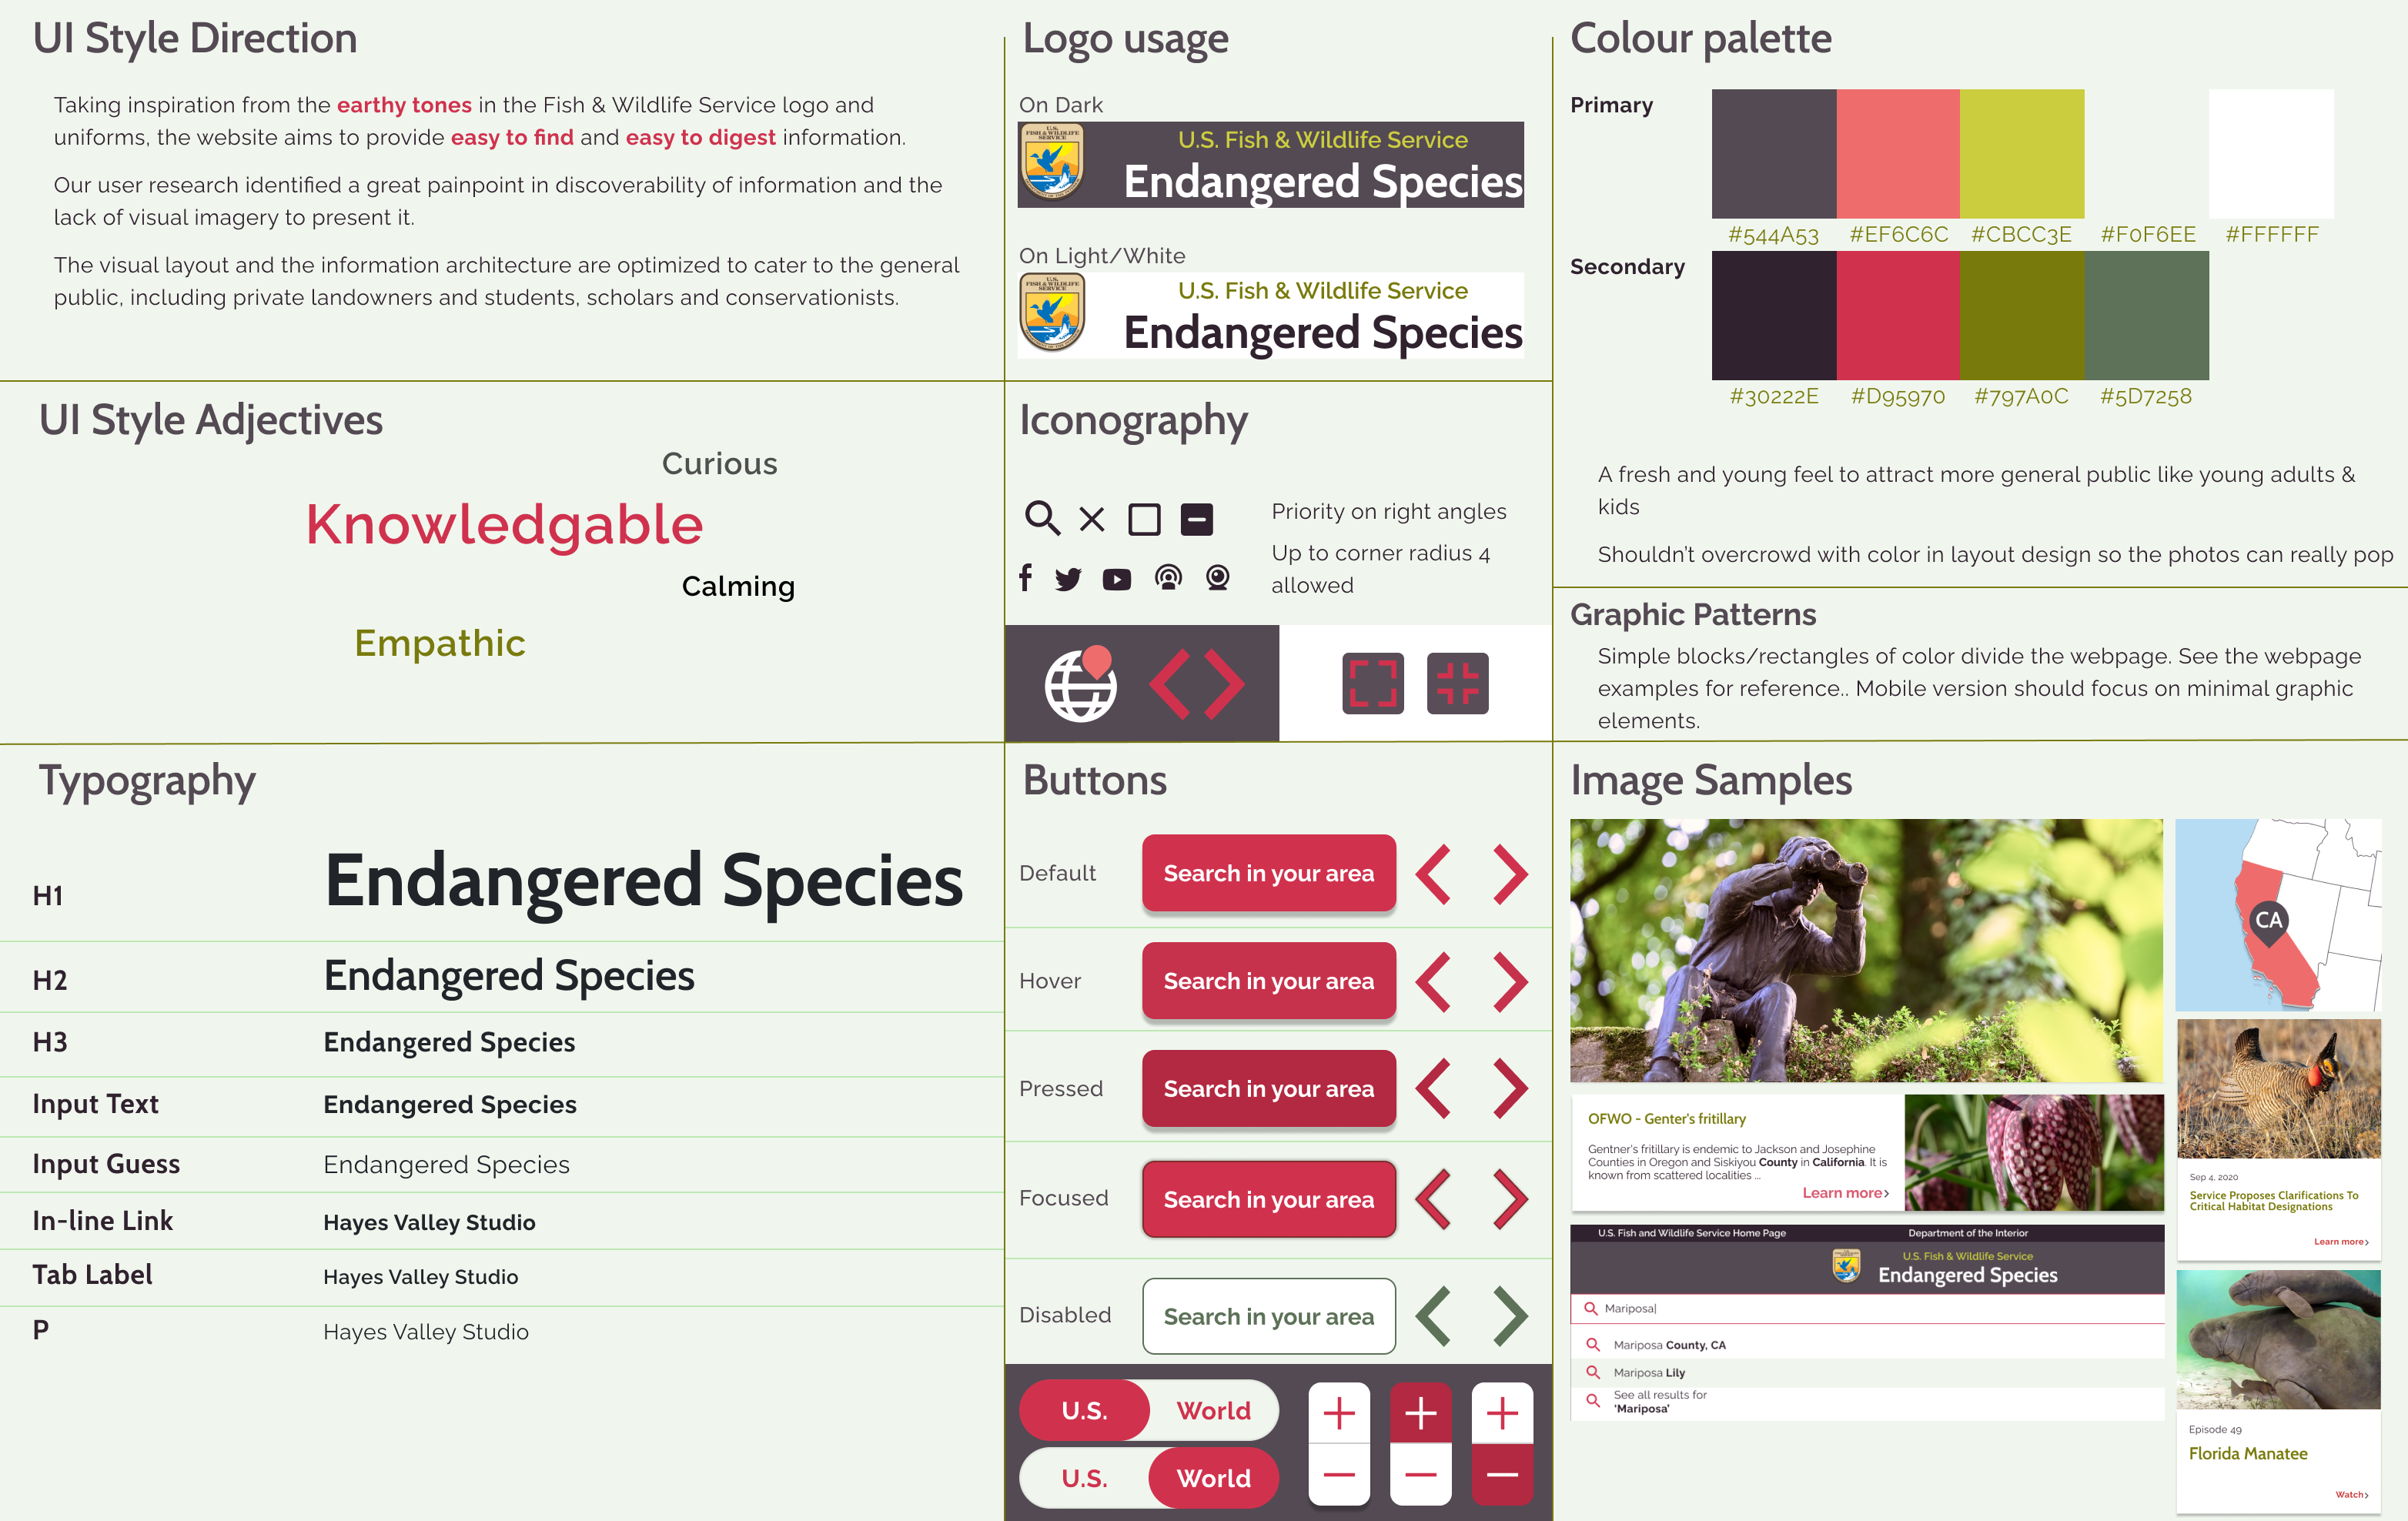 UI Style Direction
Taking inspiration from the earthy tones in the Fish & Wildlife Service logo and
uniforms, the website aims to provide easy to find and easy to digest information.
Our user research identified a great painpoint in discoverability of information and the
lack of visual imagery to present it.
The visual layout and the information architecture are optimized to cater to the general
public, including private landowners and students, scholars and conservationists.
Logo usage
On Dark
U.S.
FISH & WILDLIFE
SERVICE
U.S. Fish & Wildlife Service
Endangered Species
On Light/White
U.S.
FISH & WILDLIFE
SERVICE
U.S. Fish & Wildlife Service
Endangered Species
Colour palette
Primary
#544A53 #EF6C6C #CBCC3E #F0F6EE #FFFFFF
Secondary
#30222E #D95970 #797A0C #5D7258
A fresh and young feel to attract more general public like young adults &
kids
Shouldn't overcrowd with color in layout design so the photos can really pop
UI Style Adjectives
Curious
Knowledgable
Calming
Empathic
Iconography
Priority on right angles
Up to corner radius 4
allowed
Graphic Patterns
Simple blocks/rectangles of color divide the webpage. See the webpage
examples for reference.. Mobile version should focus on minimal graphic
elements.
Typography
H1 Endangered Species
H2 Endangered Species
H3 Endangered Species
Input Text Endangered Species
Input Guess Endangered Species
In-line Link Hayes Valley Studio
Tab Label Hayes Valley Studio
P Hayes Valley Studio
Buttons
Default Search in your area
Hover Search in your area
Pressed Search in your area
Focused Search in your area
Disabled Search in your area
U.S. World
U.S. World
Image Samples
CA
OFWO - Genter's fritillary
Gentner's fritillary is endemic to Jackson and Josephine
Counties in Oregon and Siskiyou County in California. It is
known from scattered localities ...
Learn more
Sep 4, 2020
Service Proposes Clarifications To
Critical Habitat Designations
Learn more
U.S. Fish and Wildlife Service Home Page Department of the Interior
U.S. Fish & Wildlife Service
Endangered Species
Mariposa
Mariposa County, CA
Mariposa Lily
See all results for
'Mariposa'
Episode 49
Florida Manatee
Watch